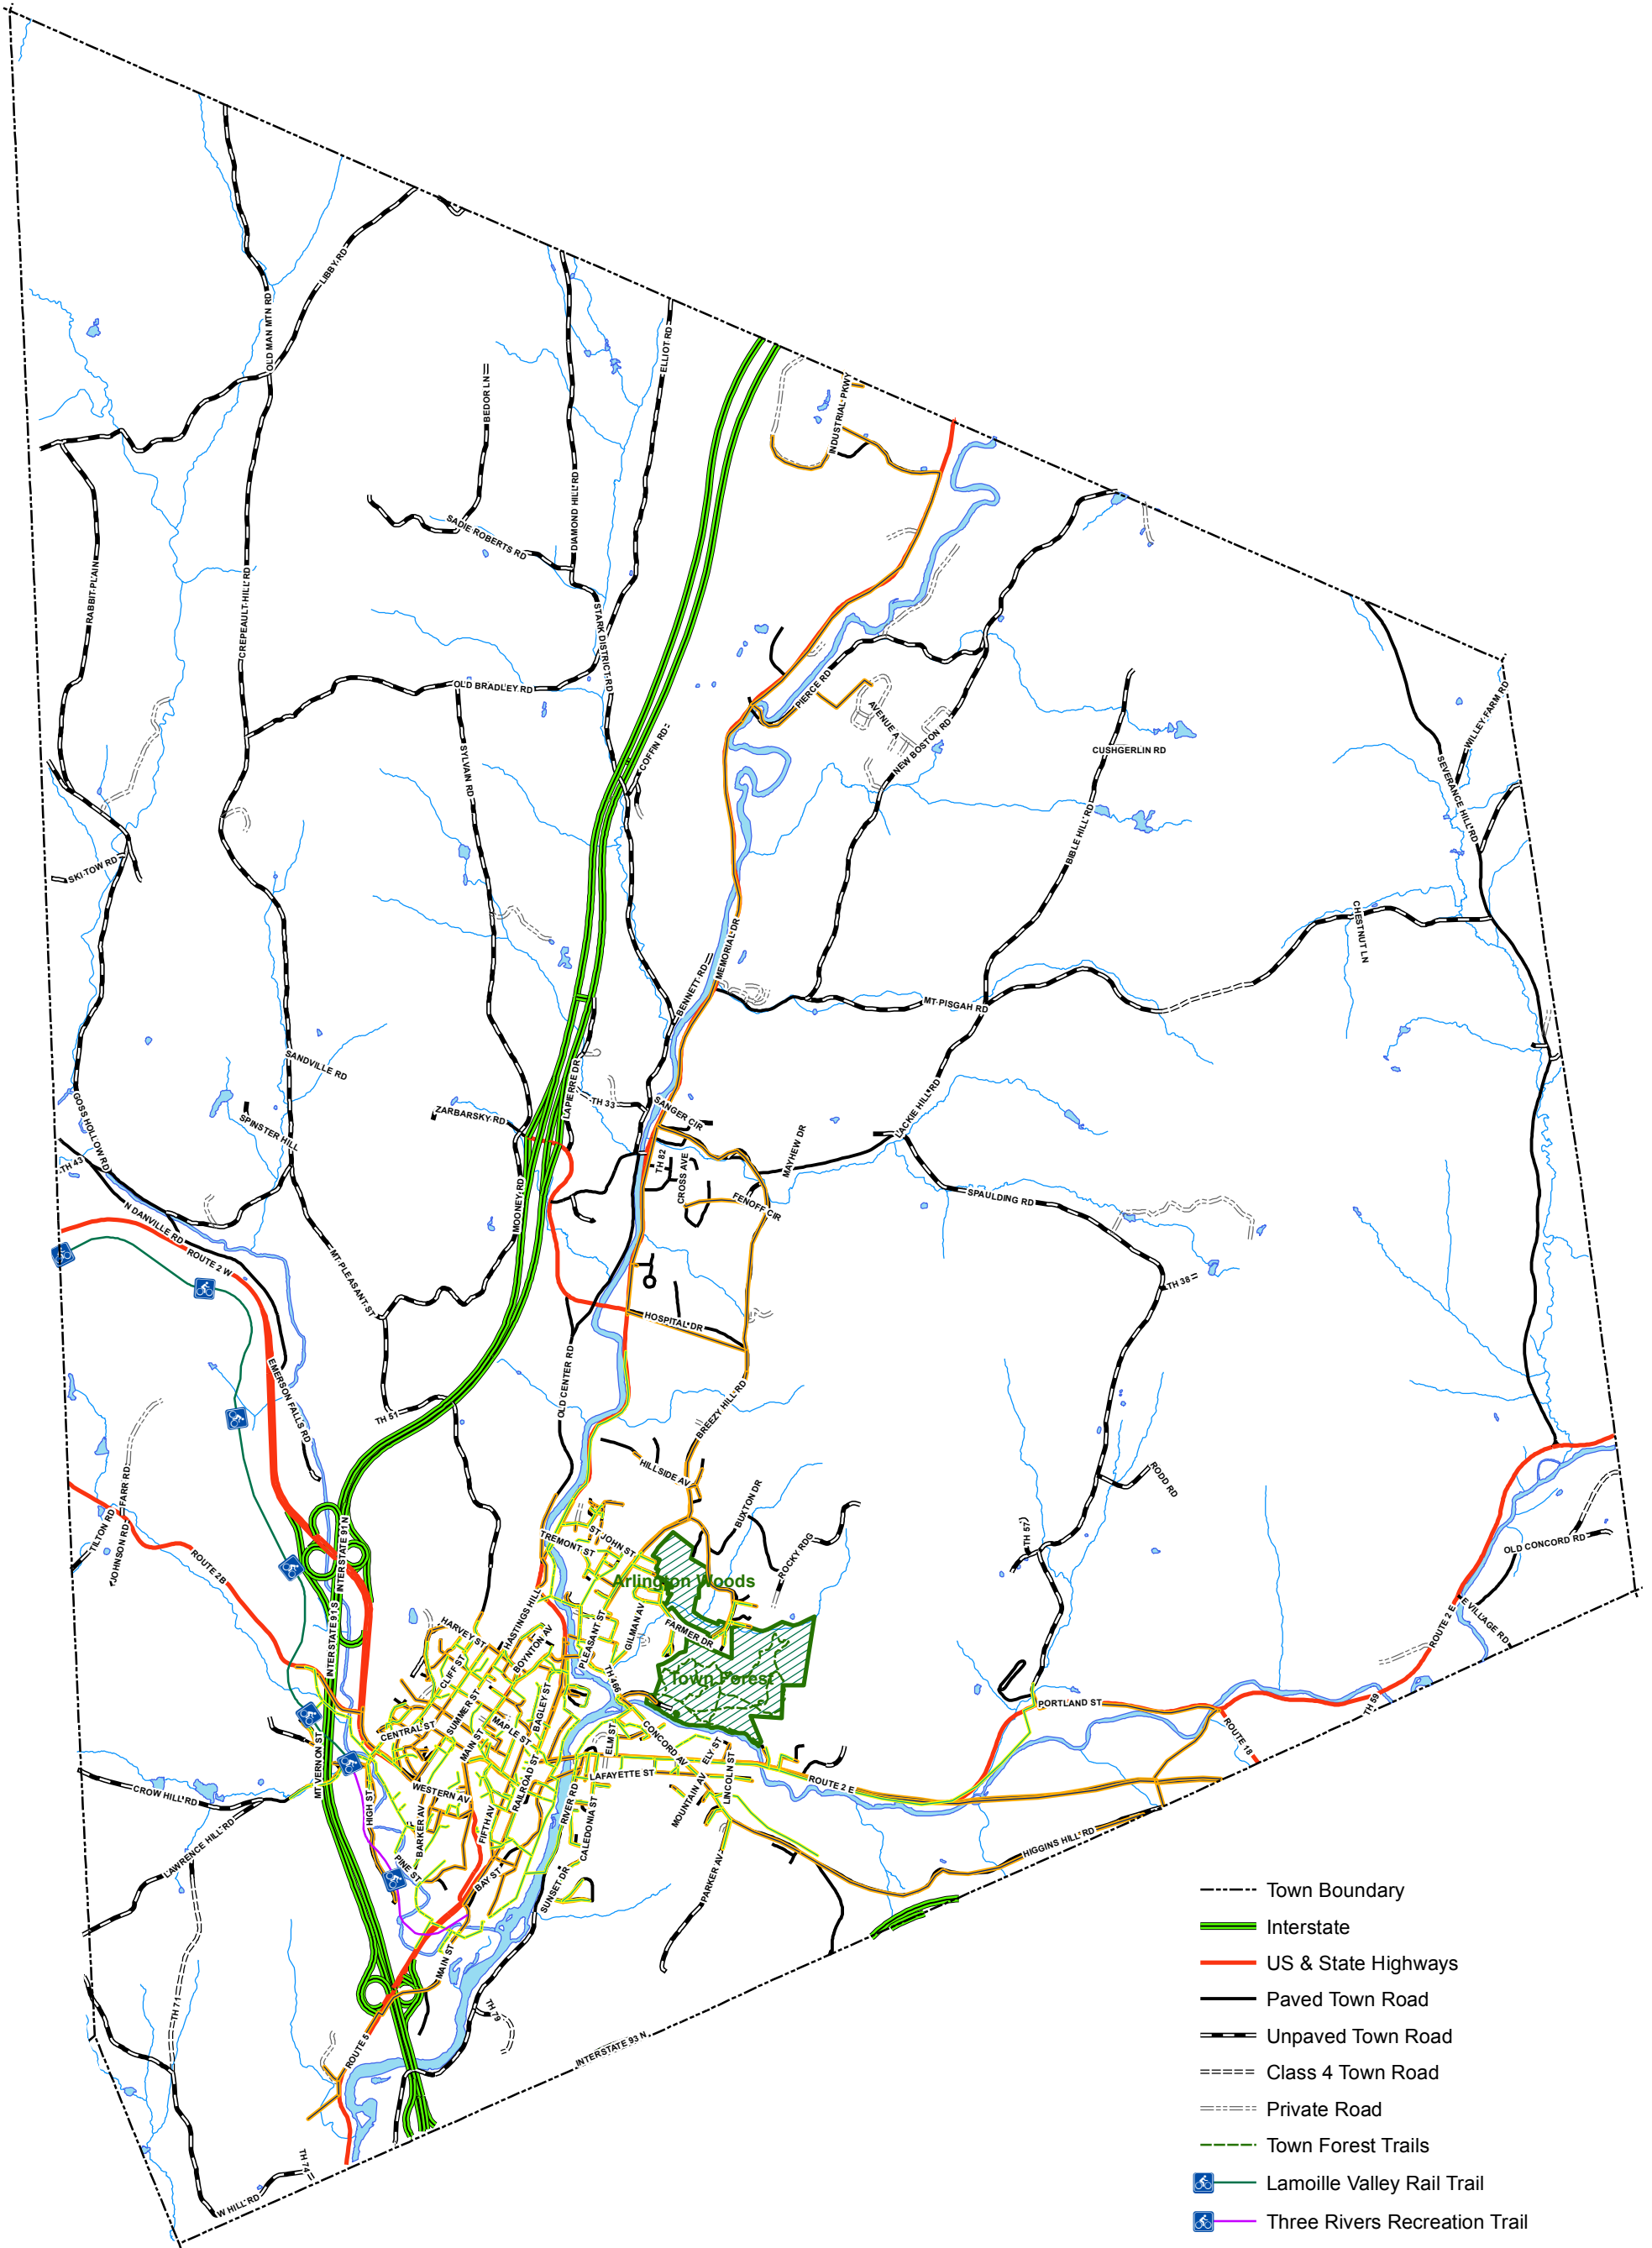 LIBBY RD
OLD MAN MTN RD
ELLIOT RD
BEDOR LN
INDUSTRIAL PKWY
DIAMOND HILL RD
SADIE ROBERTS RD
RABBIT PLAIN
CREPEAULT HILL RD
STARK DISTRICT RD
OLD BRADLEY RD
PIERCE RD
AVENUE A
NEW BOSTON RD
WILLEY FARM RD
SEVERANCE HILL RD
COFFIN RD
CUSHGERLIN RD
SYLVAIN RD
BIBLE HILL RD
SKI TOW RD
CHESTNUT LN
MEMORIAL DR
BENNETT RD
MT PISGAH RD
SANDVILLE RD
LAPIERRE DR
TH 33
SANGER CIR
ZARBARSKY RD
SPINSTER HILL
GOSS HOLLOW RD
TH 43
LACKIE HILL RD
MAYHEW DR
TH 82
CROSS AVE
FENOFF CIR
SPAULDING RD
MOONEY RD
N DANVILLE RD
ROUTE 2 W
MT PLEASANT ST
TH 38
HOSPITAL DR
OLD CENTER RD
EMERSON FALLS RD
TH 51
BREEZY HILL RD
HILLSIDE AV
BUXTON DR
RODD RD
FARR RD
TILTON RD
JOHNSON RD
ROUTE 2B
INTERSTATE 91 N
INTERSTATE 91 S
ST JOHN ST
TREMONT ST
ROCKY RDG
TH 57
OLD CONCORD RD
Arlington Woods
E VILLAGE RD
ROUTE 2 E
HASTINGS HILL
HARVEY ST
BOYNTON AV
PLEASANT ST
GILMAN AV
FARMER DR
CLIFF ST
Town Forest
TH 466
SUMMER ST
BAGLEY ST
CENTRAL ST
MAPLE ST
MAIN ST
ELM ST
CONCORD AV
ELY ST
PORTLAND ST
TH 59
ROUTE 18
MT VERNON ST
CROW HILL RD
HIGH ST
WESTERN AV
RAILROAD ST
LAFAYETTE ST
LINCOLN ST
MOUNTAIN AV
ROUTE 2 E
RIVER RD
CALEDONIA ST
BARKER AV
FIFTH AV
LAWRENCE HILL RD
PINE ST
BAY ST
SUNSET DR
PARKER AV
HIGGINS HILL RD
MAIN ST
TH 71
TH 79
ROUTE 5
INTERSTATE 93 N
TH 74
W HILL RD
Town Boundary
Interstate
US & State Highways
Paved Town Road
Unpaved Town Road
Class 4 Town Road
Private Road
Town Forest Trails
Lamoille Valley Rail Trail
Three Rivers Recreation Trail